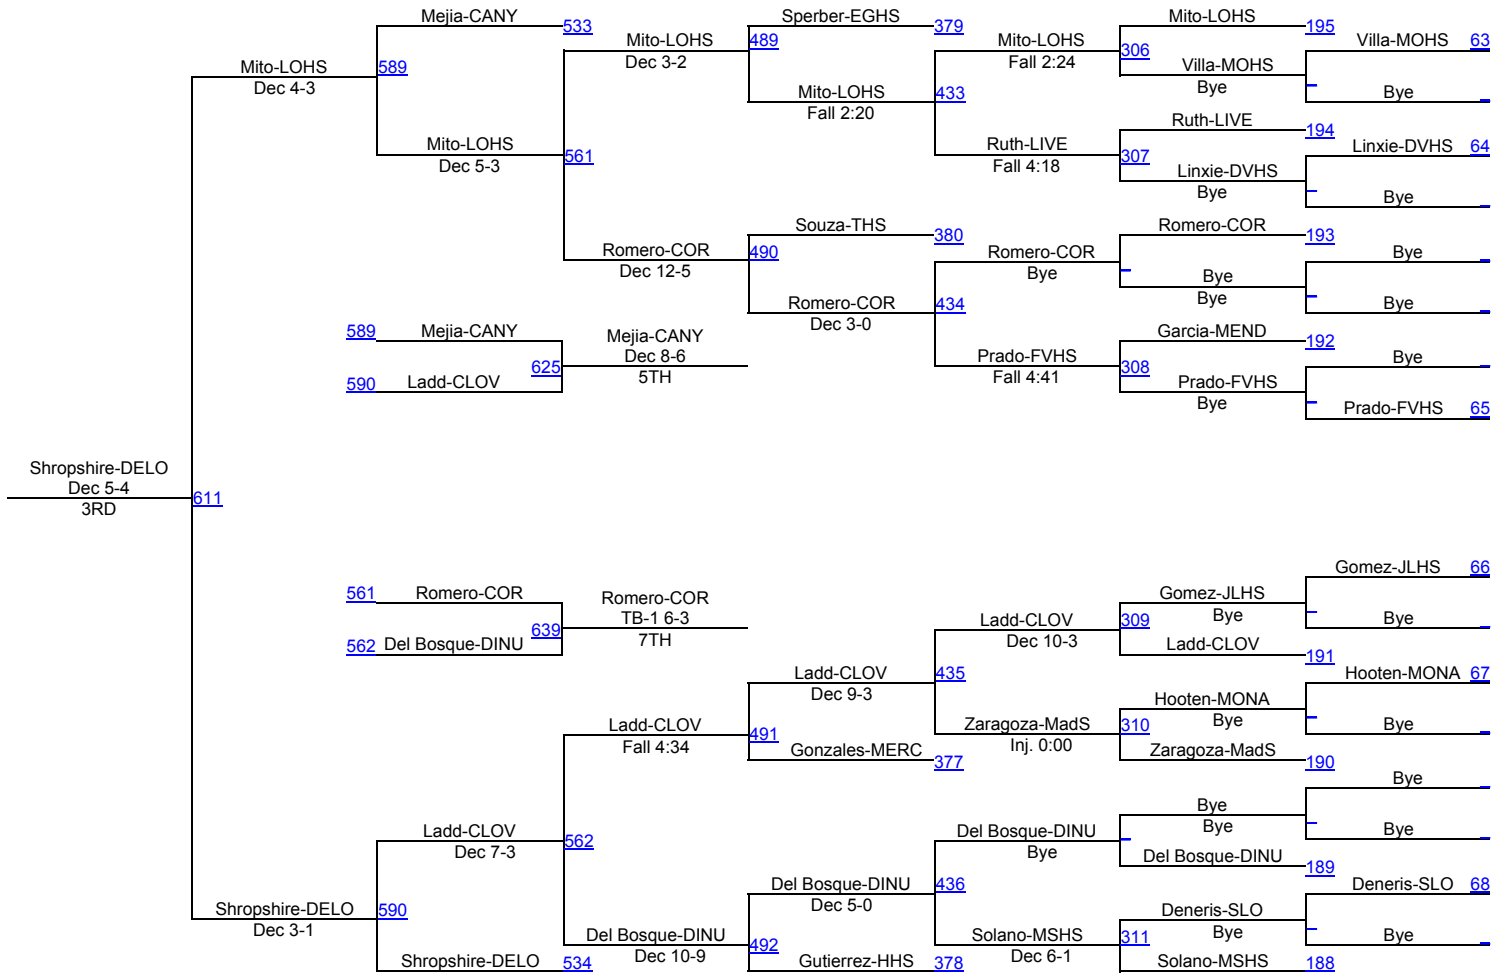 Mejia-CANY 533 Sperber-EGHS 379 Mito-LOHS 195
Mito-LOHS 489 Mito-LOHS 306 Villa-MOHS 63
Dec 3-2 Fall 2:24
Mito-LOHS 589 Villa-MOHS
Dec 4-3 Bye
Mito-LOHS 433 Bye
Fall 2:20
Ruth-LIVE 194
Mito-LOHS 561 Ruth-LIVE 307 Linxie-DVHS 64
Dec 5-3 Fall 4:18
Linxie-DVHS
Bye
Bye
Souza-THS 380 Romero-COR 193
Romero-COR 490 Romero-COR Bye
Dec 12-5 Bye
Bye
Bye
Romero-COR 434 Bye
Dec 3-0
589 Mejia-CANY Mejia-CANY Garcia-MEND 192
Dec 8-6
625 Prado-FVHS 308 Bye
5TH Fall 4:41
590 Ladd-CLOV Prado-FVHS
Bye
Prado-FVHS 65
Shropshire-DELO
Dec 5-4
611
3RD
Gomez-JLHS 66
561 Romero-COR Romero-COR Gomez-JLHS
TB-1 6-3 Bye
639 Ladd-CLOV 309 Bye
7TH Dec 10-3
562 Del Bosque-DINU Ladd-CLOV 191
Ladd-CLOV 435 Hooten-MONA 67
Dec 9-3
Hooten-MONA
Bye
Ladd-CLOV 491 Zaragoza-MadS 310 Bye
Fall 4:34 Inj. 0:00
Gonzales-MERC 377 Zaragoza-MadS 190
Bye
Bye
Bye
Ladd-CLOV 562 Del Bosque-DINU Bye
Dec 7-3 Bye
Del Bosque-DINU 189
Del Bosque-DINU 436 Deneris-SLO 68
Dec 5-0
Shropshire-DELO 590 Deneris-SLO
Dec 3-1 Bye
Del Bosque-DINU 492 Solano-MSHS 311 Bye
Dec 10-9 Dec 6-1
Shropshire-DELO 534 Gutierrez-HHS 378 Solano-MSHS 188